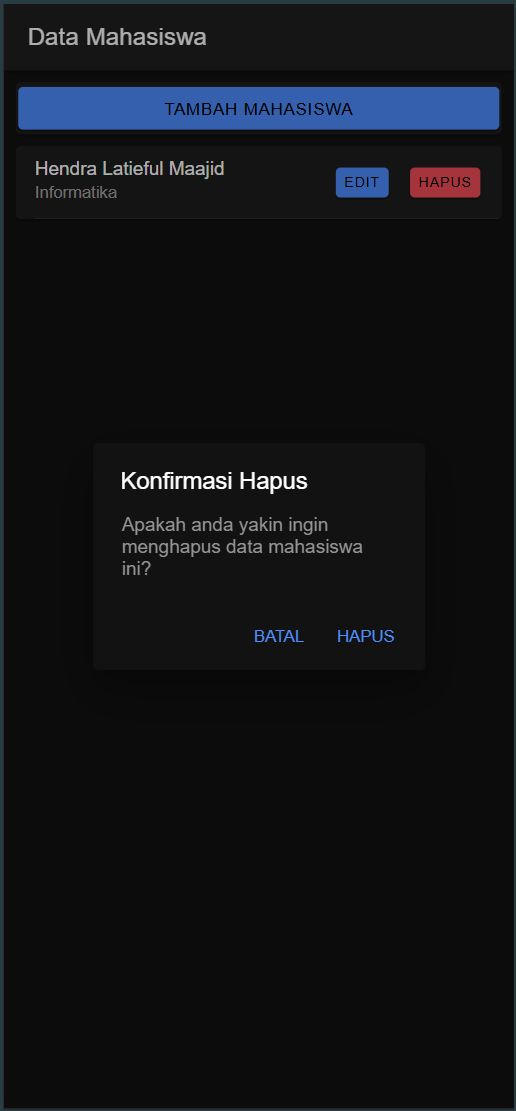 Data Mahasiswa
TAMBAH MAHASISWA
Hendra Latieful Maajid
Informatika
EDIT
HAPUS
Konfirmasi Hapus
Apakah anda yakin ingin
menghapus data mahasiswa
ini?
BATAL
HAPUS